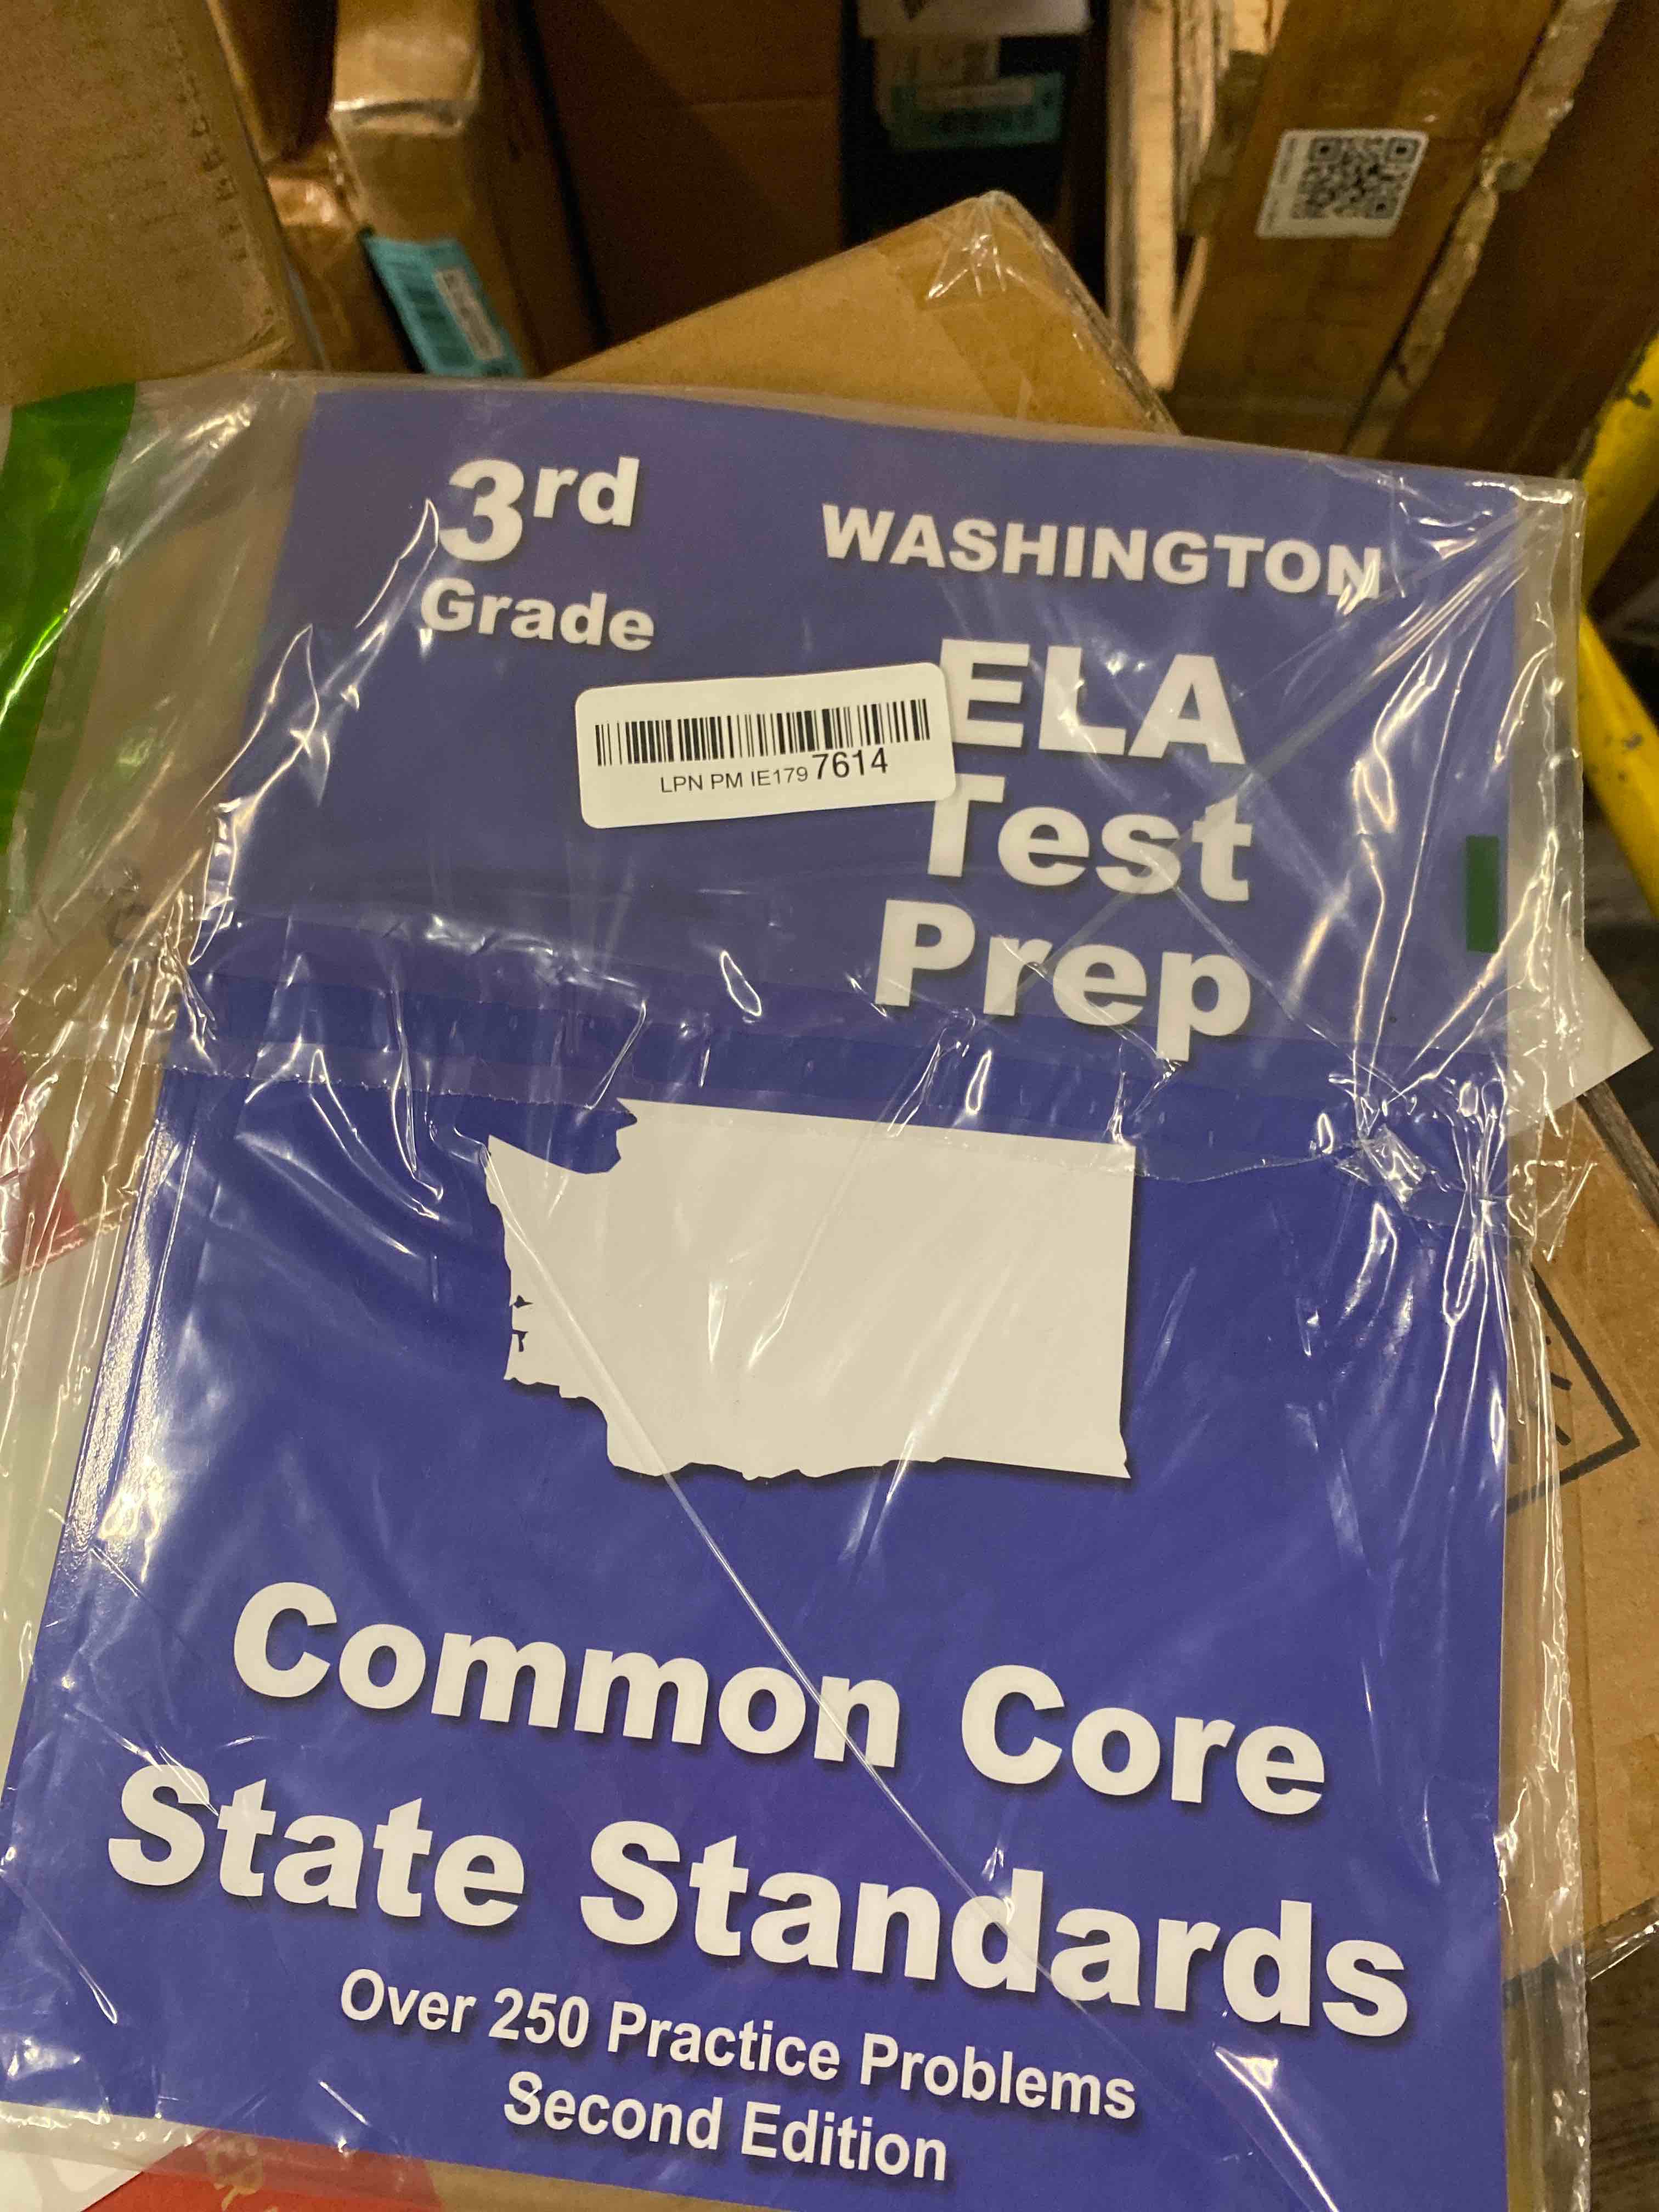 3rd
Grade
WASHINGTON
ELA
Test
Prep
LPN PM IE179 7614
Common Core
State Standards
Over 250 Practice Problems
Second Edition